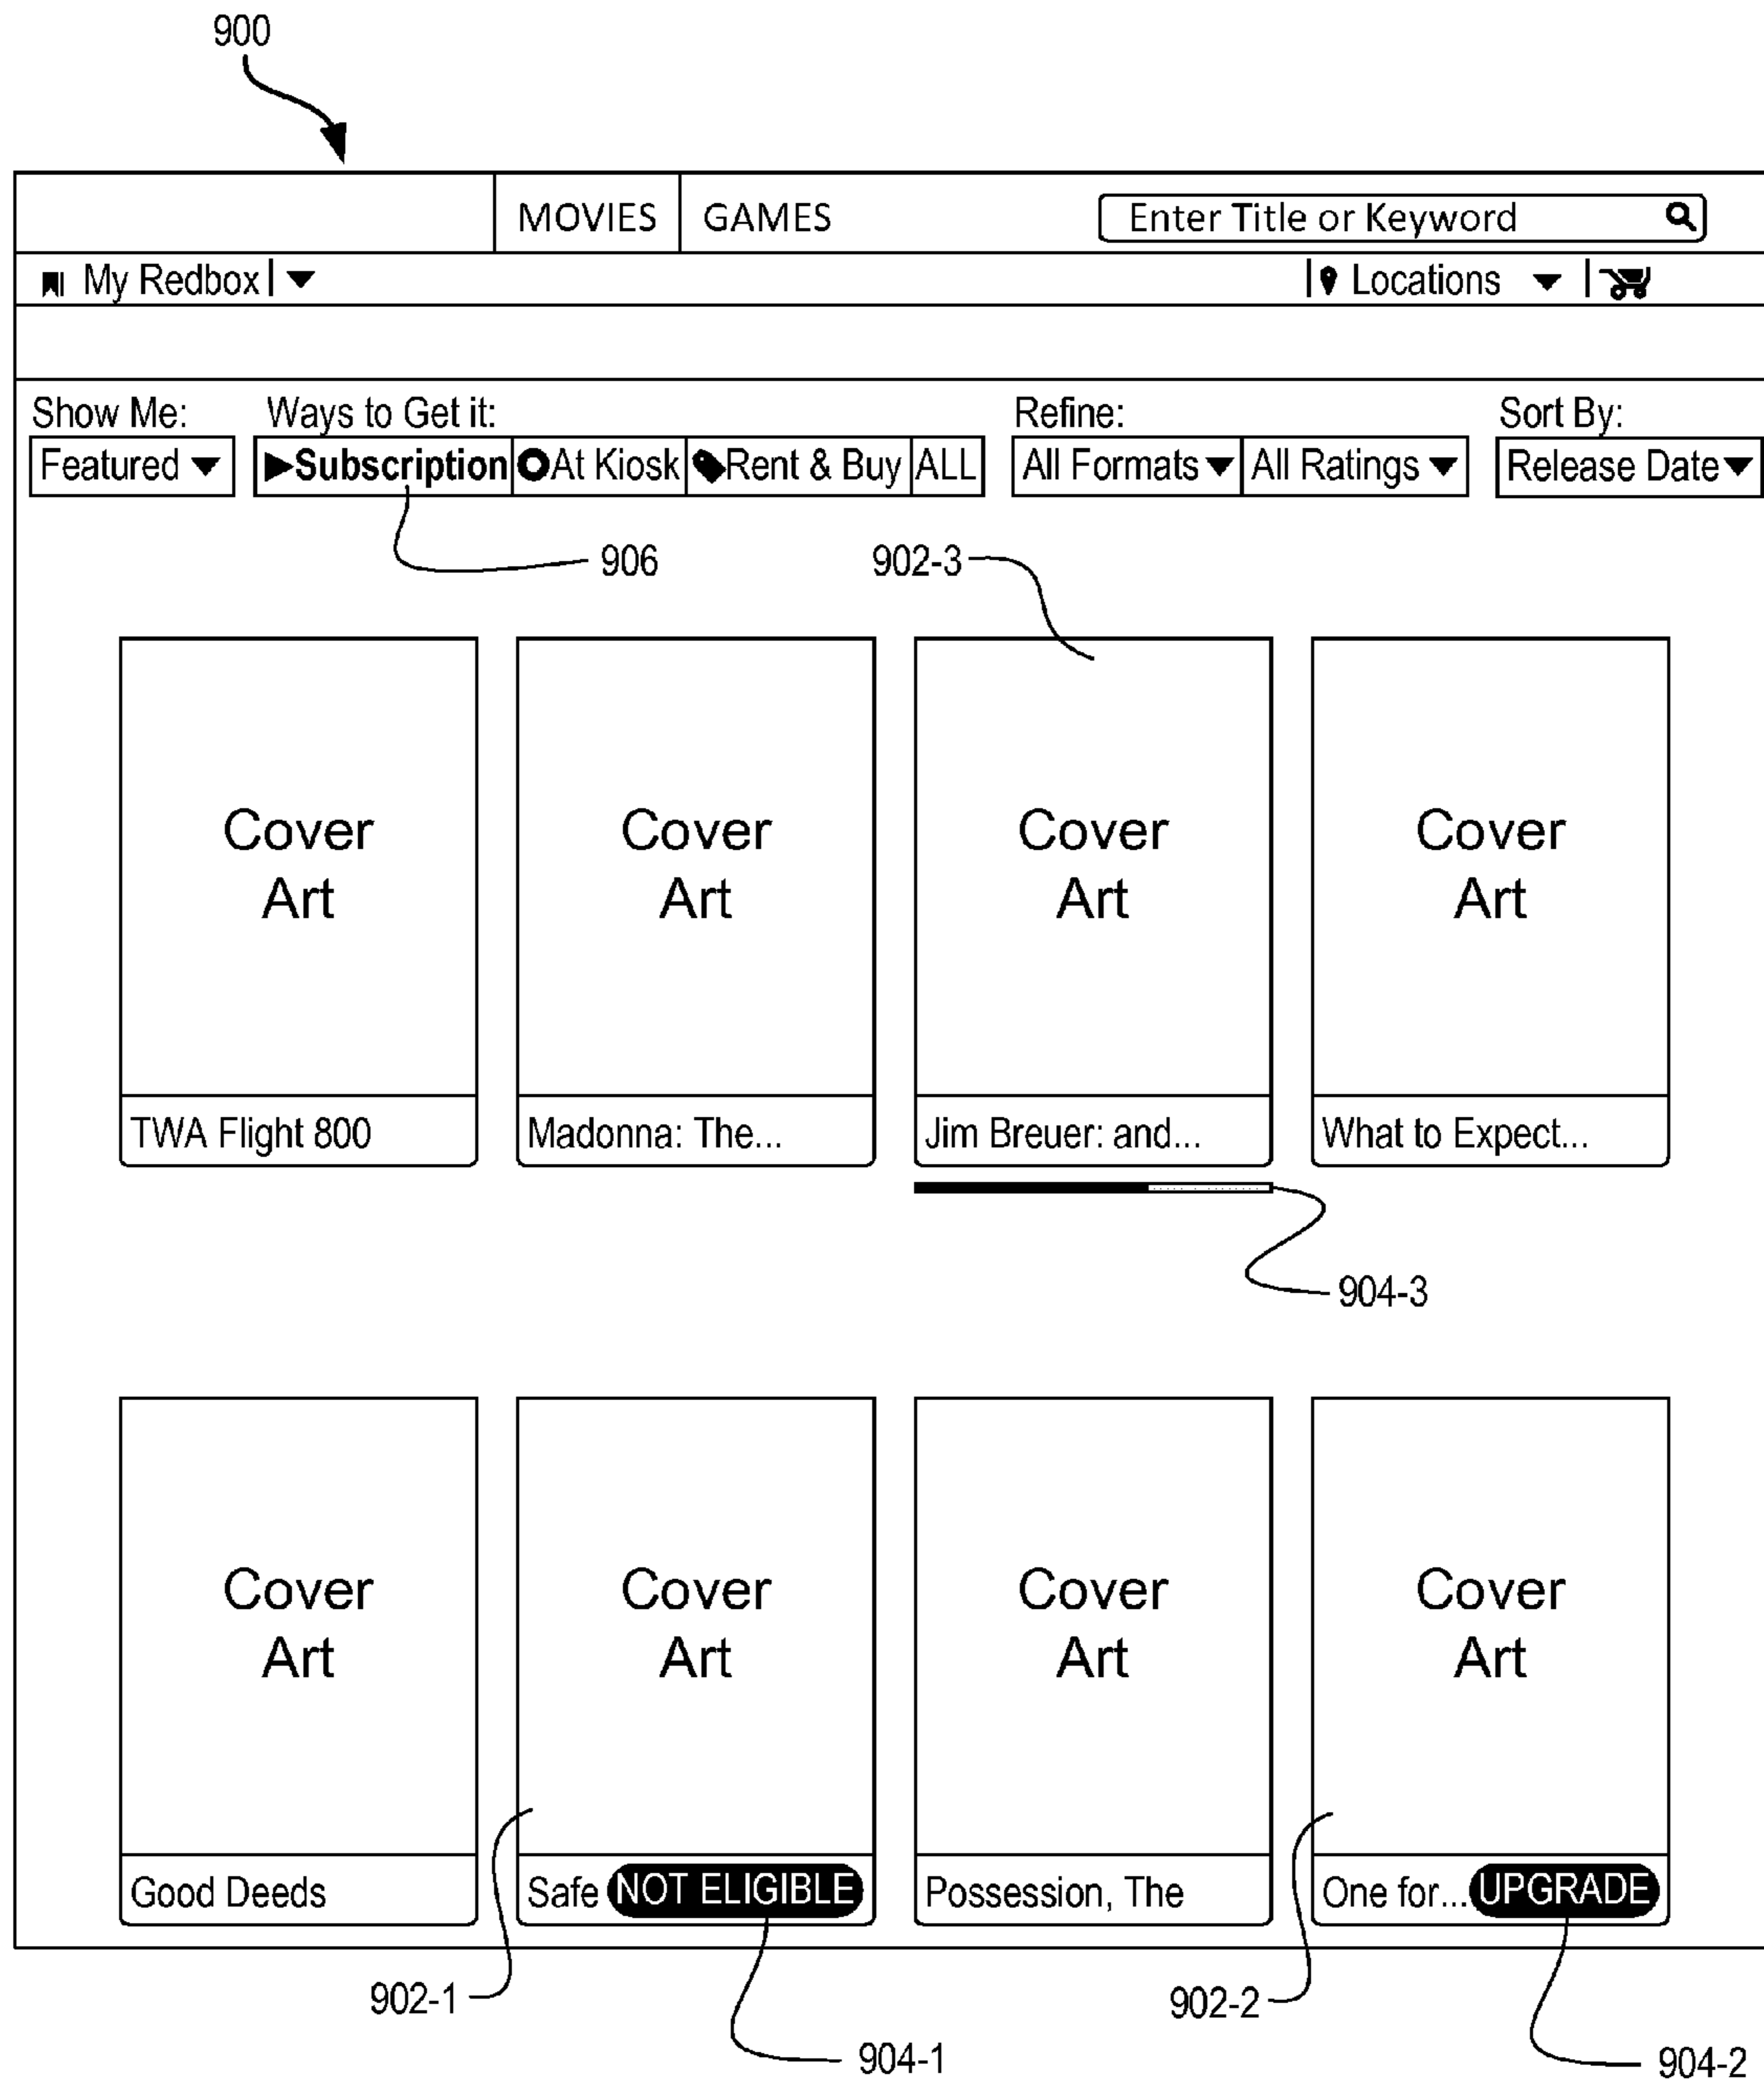 900
MOVIES GAMES Enter Title or Keyword
My Redbox Locations
Show Me: Ways to Get it: Refine: Sort By:
Featured Subscription At Kiosk Rent & Buy ALL All Formats All Ratings Release Date
906 902-3
Cover Cover Cover Cover
Art Art Art Art
TWA Flight 800 Madonna: The... Jim Breuer: and... What to Expect...
904-3
Cover Cover Cover Cover
Art Art Art Art
Good Deeds Safe NOT ELIGIBLE Possession, The One for... UPGRADE
902-1 902-2
904-1 904-2